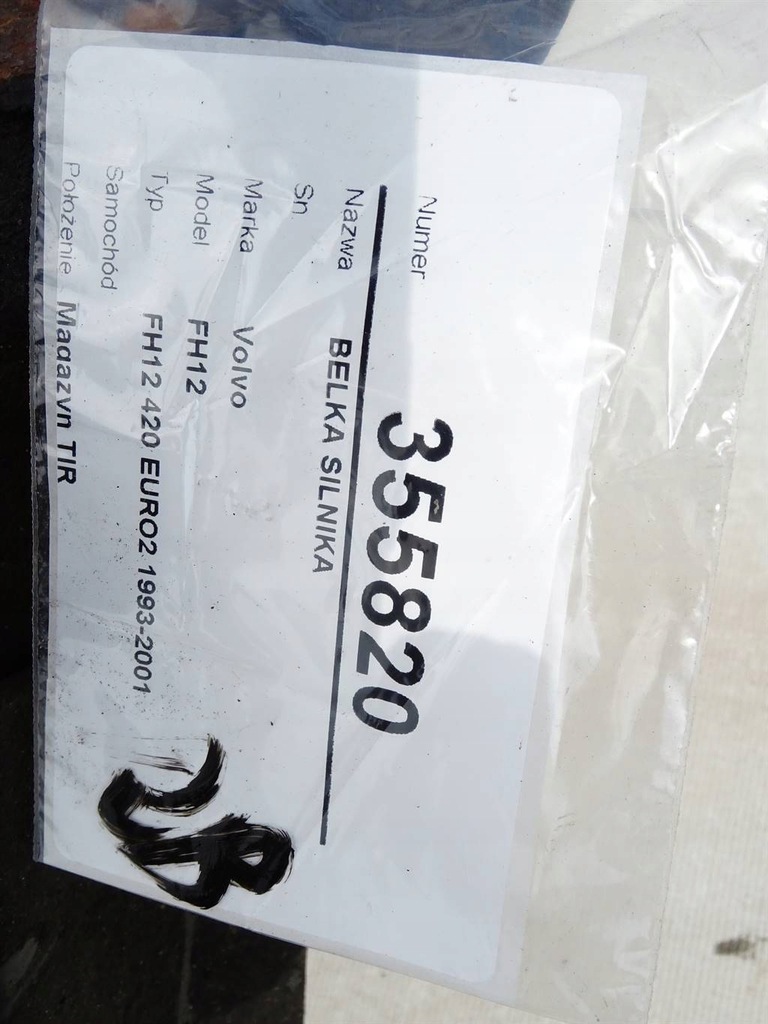 Numer 355820
Nazwa BELKA SILNIKA
Sn
Marka Volvo
Model FH12
Typ FH12 420 EURO2 1993-2001
Samochód
Położenie Magazyn TIR